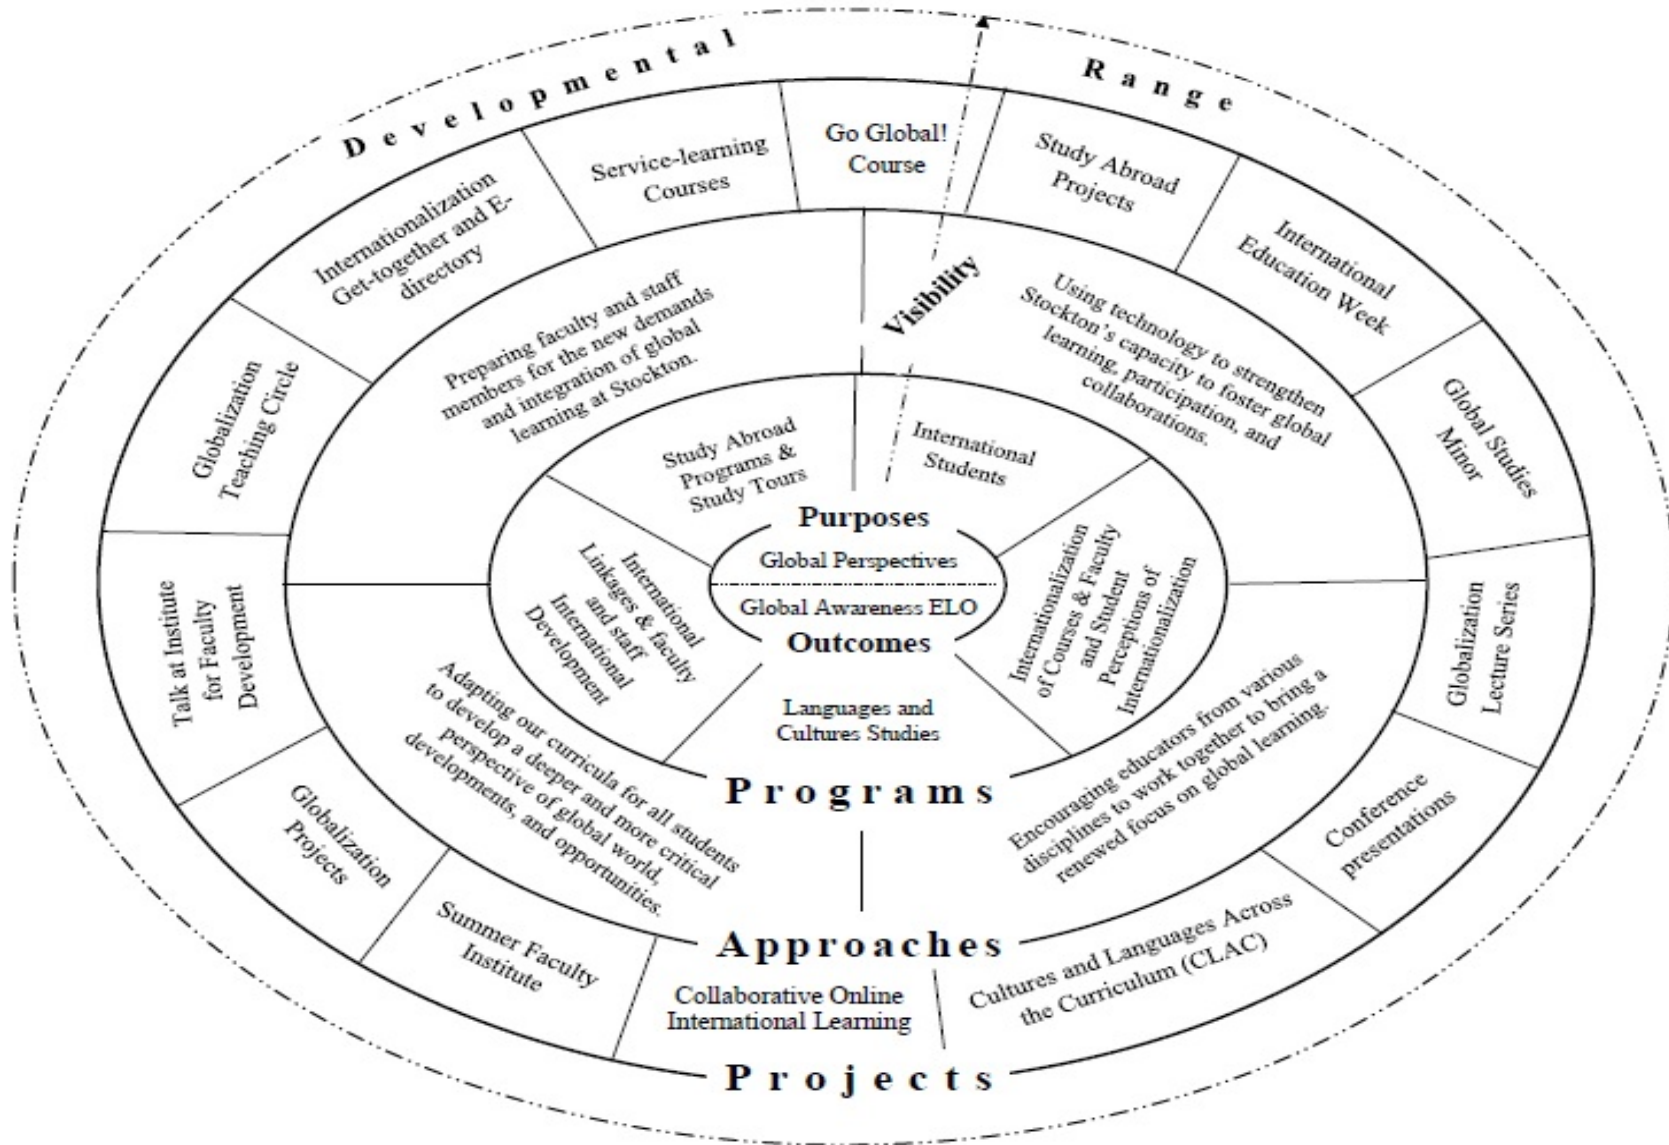 Developmental
Range
Go Global!
Course
Study Abroad
Projects
International
Education Week
Global Studies
Minor
Globalization
Lecture Series
Conference
presentations
Cultures and Languages Across
the Curriculum (CLAC)
Collaborative Online
International Learning
Summer Faculty
Institute
Globalization
Projects
Talk at Institute
for Faculty
Development
Globalization
Teaching Circle
Internationalization
Get-together and E-
directory
Service-learning
Courses
Visibility
Preparing faculty and staff
members for the new demands
and integration of global
learning at Stockton.
Using technology to strengthen
Stockton’s capacity to foster global
learning, participation, and
collaborations.
Encouraging educators from various
disciplines to work together to bring a
renewed focus on global learning.
Adapting our curricula for all students
to develop a deeper and more critical
perspective of global world,
developments, and opportunities.
Study Abroad
Programs &
Study Tours
International
Students
Internationalization
of Courses & Faculty
and Student
Perceptions of
Internationalization
Languages and
Cultures Studies
International
Linkages & faculty
and staff
International
Development
Purposes
Global Perspectives
Global Awareness ELO
Outcomes
Programs
Approaches
Projects